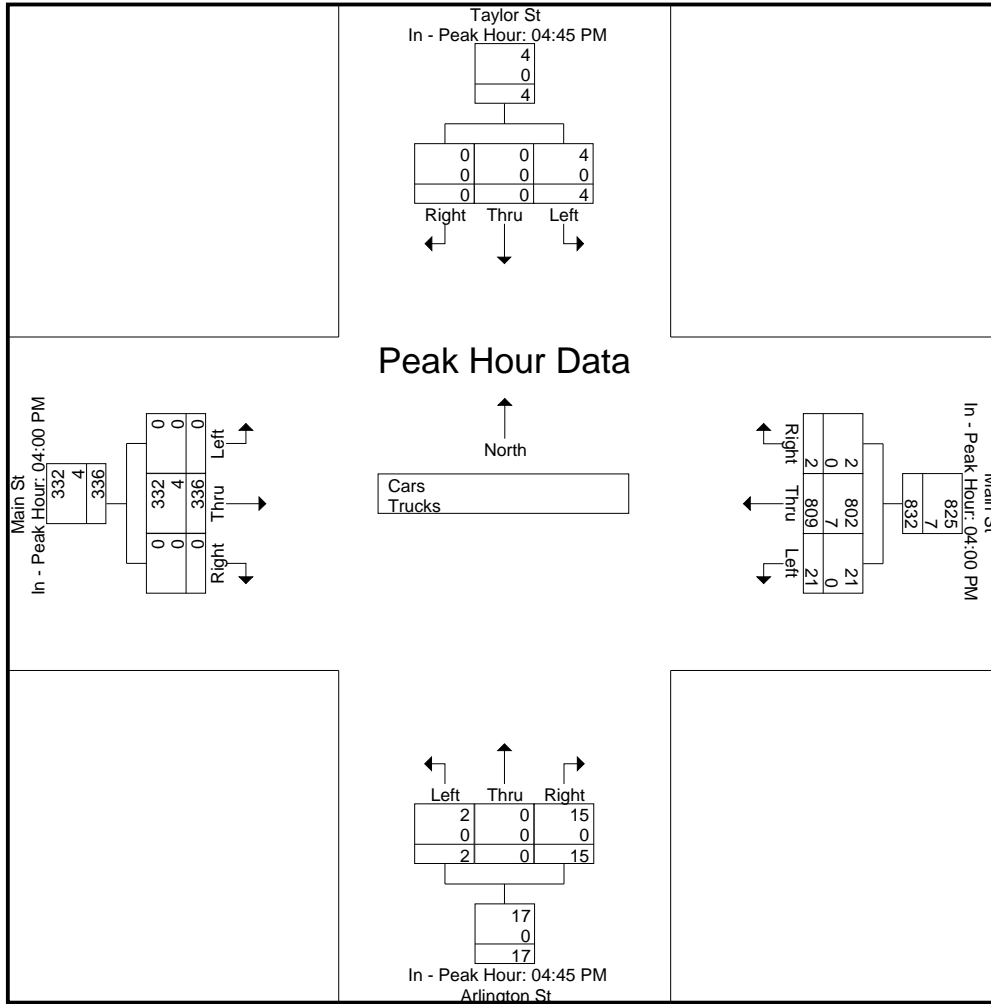 Taylor St
In - Peak Hour: 04:45 PM
4
0
4
0 0 4
0 0 0
0 0 4
Right Thru Left
Peak Hour Data
North
Cars
Trucks
Main St
In - Peak Hour: 04:00 PM
332
4
336
0 0 0
Left
332 4 336
Thru
0 0 0
Right
Right
2 0 2
Thru
809 7 802
Left
21 0 21
825
7
832
In - Peak Hour: 04:00 PM
Main St
Left Thru Right
2 0 15
0 0 0
2 0 15
17
0
17
In - Peak Hour: 04:45 PM
Arlington St